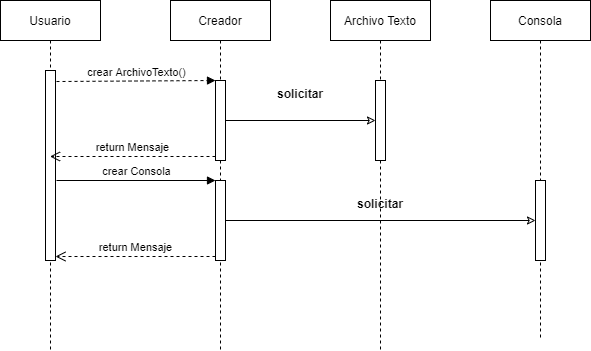 Usuario
Creador
Archivo Texto
Consola
crear ArchivoTexto()
solicitar
return Mensaje
crear Consola
solicitar
return Mensaje